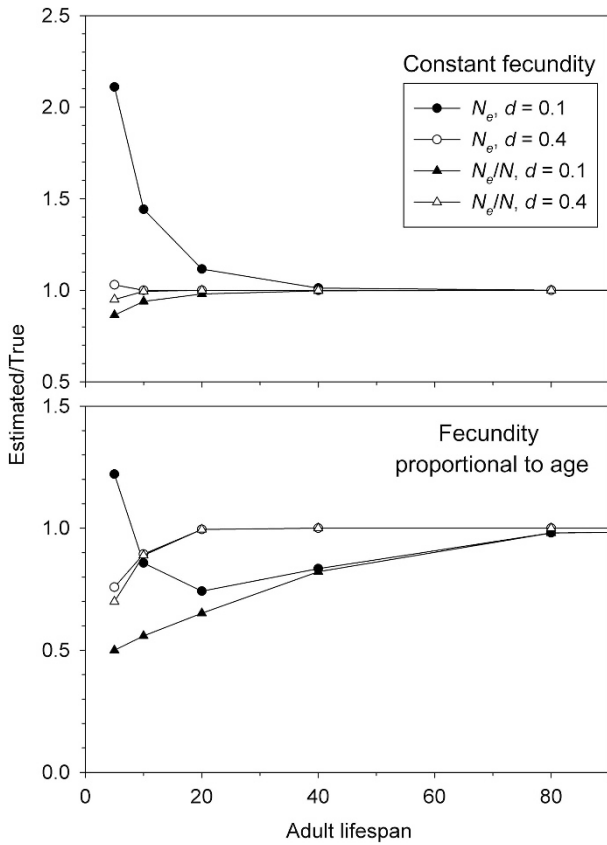 2.5
Constant fecundity
Ne, d = 0.1
2.0
Ne, d = 0.4
Ne/N, d = 0.1
1.5
Ne/N, d = 0.4
1.0
0.5
Estimated/True
1.5
Fecundity
proportional to age
1.0
0.5
0.0
0 20 40 60 80
Adult lifespan